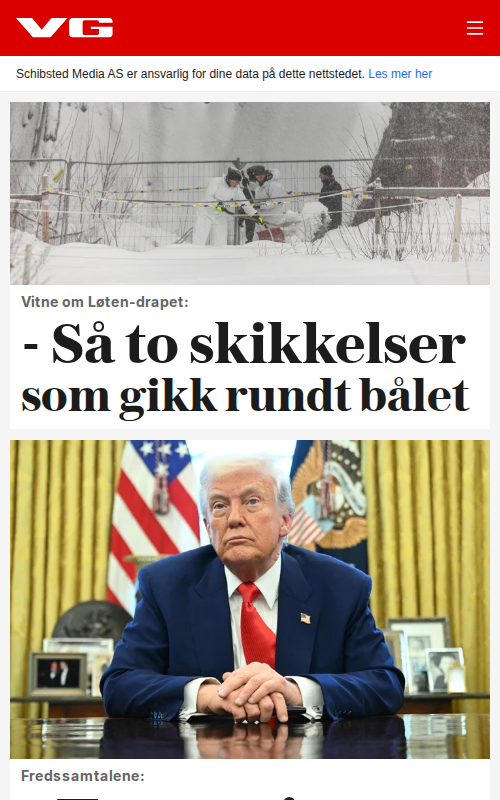 VG
Schibsted Media AS er ansvarlig for dine data på dette nettstedet. Les mer her
Vitne om Løten-drapet:
- Så to skikkelser
som gikk rundt bålet
Fredssamtalene: